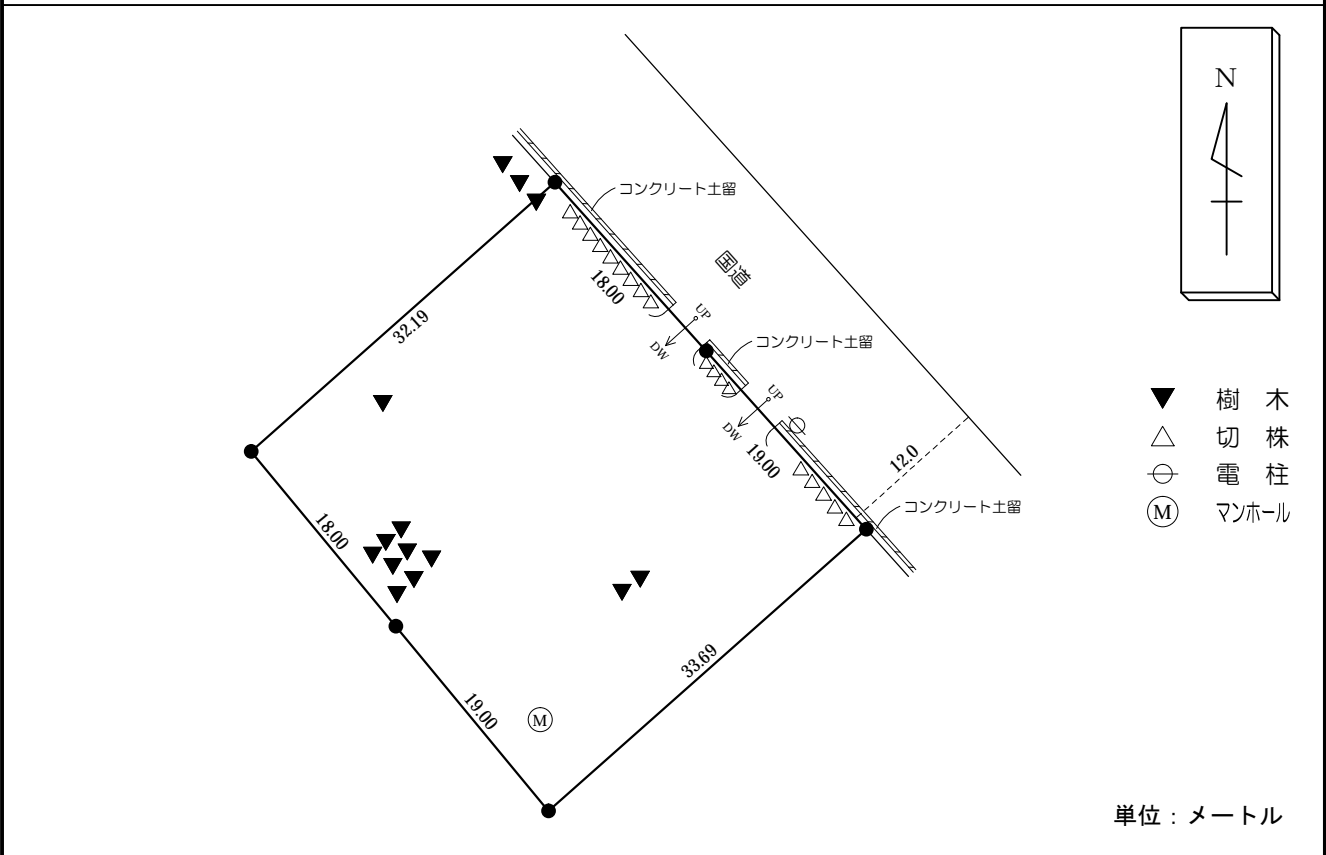 N
コンクリート土留
国道
18.00
UP
DW
32.19
コンクリート土留
UP
DW
19.00
12.0
コンクリート土留
樹木
切株
電柱
M マンホール
18.00
33.69
19.00
M
単位：メートル